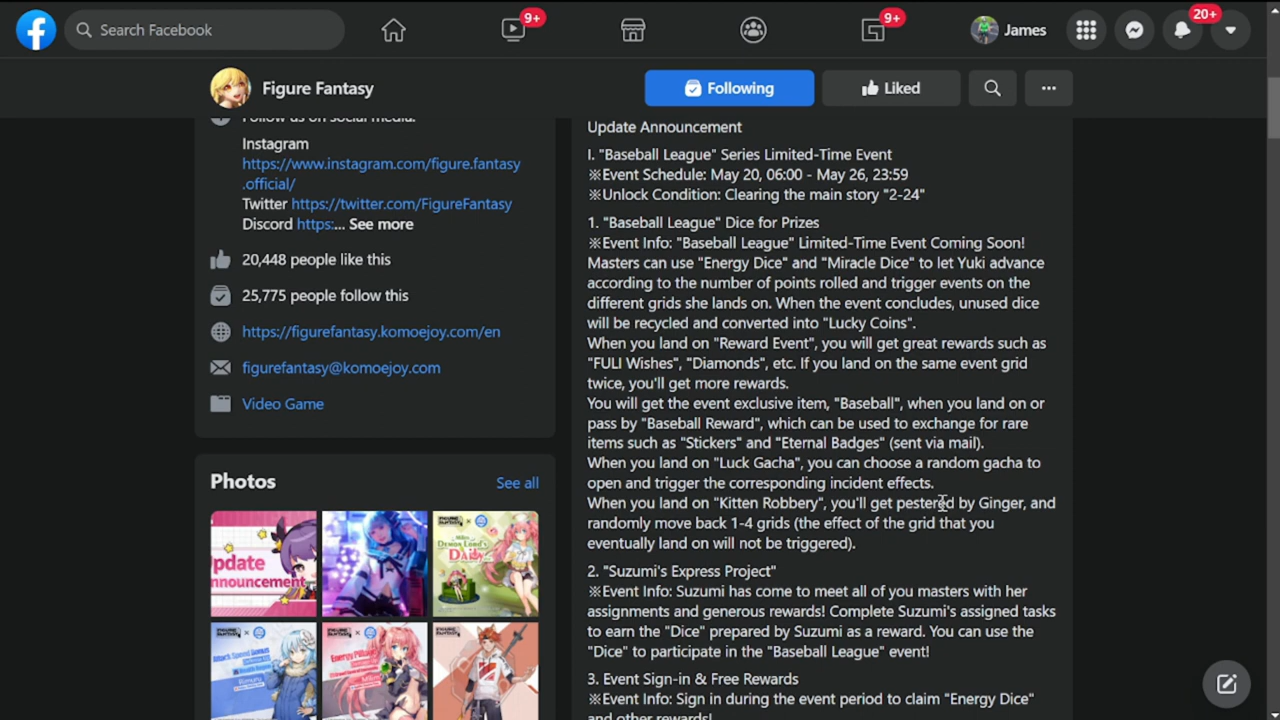 Search Facebook
9+
9+
James
20+
Figure Fantasy
Following
Liked
Follow us on social media:
Instagram
https://www.instagram.com/figure.fantasy
.official/
Twitter https://twitter.com/FigureFantasy
Discord https:... See more
20,448 people like this
25,775 people follow this
https://figurefantasy.komoejoy.com/en
figurefantasy@komoejoy.com
Video Game
Photos
See all
pdate
nnouncement
Demon Lord's
Daily
Update Announcement
I. "Baseball League" Series Limited-Time Event
※Event Schedule: May 20, 06:00 - May 26, 23:59
※Unlock Condition: Clearing the main story "2-24"
1. "Baseball League" Dice for Prizes
※Event Info: "Baseball League" Limited-Time Event Coming Soon!
Masters can use "Energy Dice" and "Miracle Dice" to let Yuki advance
according to the number of points rolled and trigger events on the
different grids she lands on. When the event concludes, unused dice
will be recycled and converted into "Lucky Coins".
When you land on "Reward Event", you will get great rewards such as
"FULI Wishes", "Diamonds", etc. If you land on the same event grid
twice, you'll get more rewards.
You will get the event exclusive item, "Baseball", when you land on or
pass by "Baseball Reward", which can be used to exchange for rare
items such as "Stickers" and "Eternal Badges" (sent via mail).
When you land on "Luck Gacha", you can choose a random gacha to
open and trigger the corresponding incident effects.
When you land on "Kitten Robbery", you'll get pestered by Ginger, and
randomly move back 1-4 grids (the effect of the grid that you
eventually land on will not be triggered).
2. "Suzumi's Express Project"
※Event Info: Suzumi has come to meet all of you masters with her
assignments and generous rewards! Complete Suzumi's assigned tasks
to earn the "Dice" prepared by Suzumi as a reward. You can use the
"Dice" to participate in the "Baseball League" event!
3. Event Sign-in & Free Rewards
※Event Info: Sign in during the event period to claim "Energy Dice"
and other rewards!